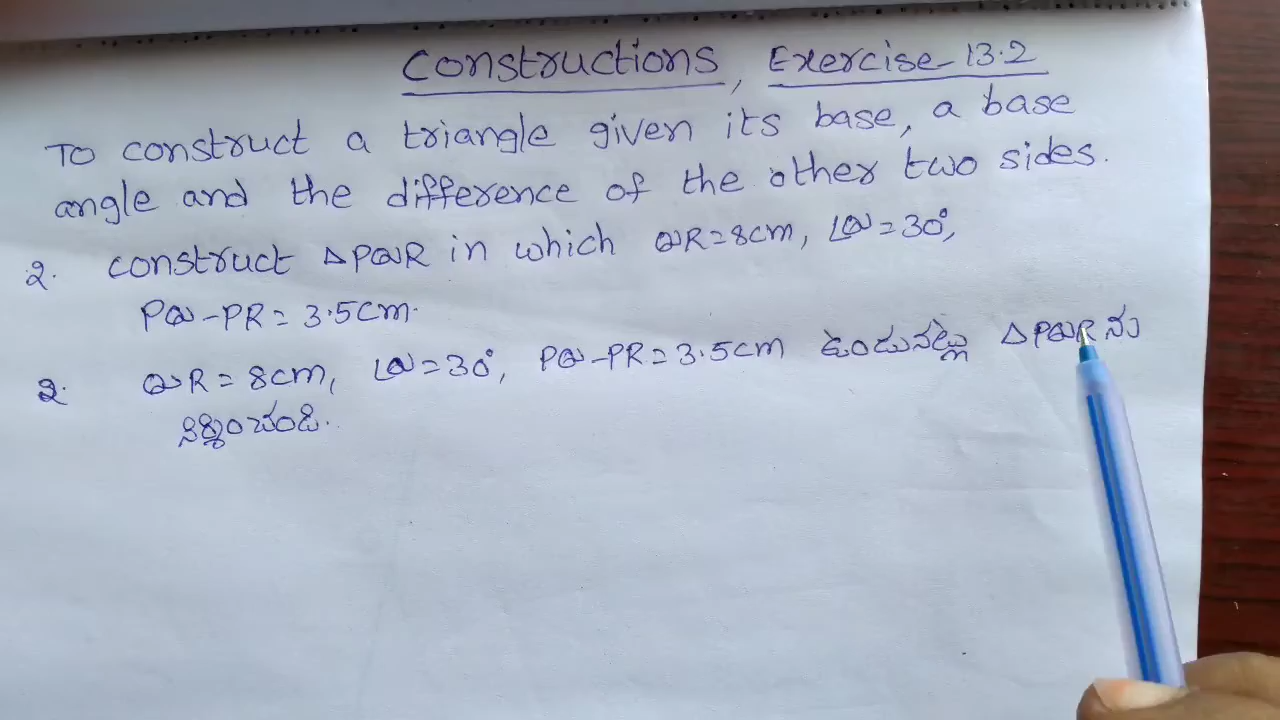 Constructions, Exercise-13.2
To construct a triangle given its base, a base
angle and the difference of the other two sides.
2. construct ΔPQR in which QR=8cm, ∠Q=30°,
PQ-PR=3.5cm.
2. QR=8cm, ∠Q=30°, PQ-PR=3.5cm ΔPQR ನು